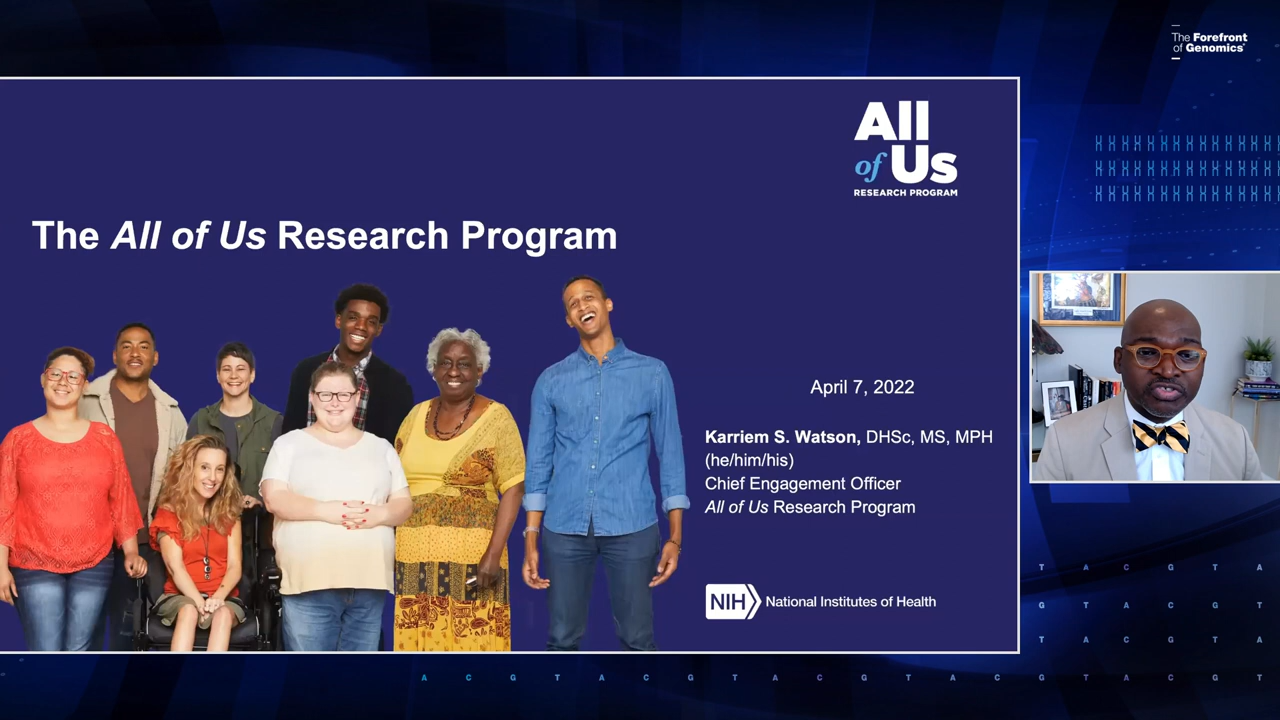 The Forefront
of Genomics®
All
of Us
RESEARCH PROGRAM
The All of Us Research Program
April 7, 2022
Karriem S. Watson, DHSc, MS, MPH
(he/him/his)
Chief Engagement Officer
All of Us Research Program
NIH National Institutes of Health
T A C G T A
G T A C G T
T A C G T A
A C G T A C G T A C G T A C G T A C G T